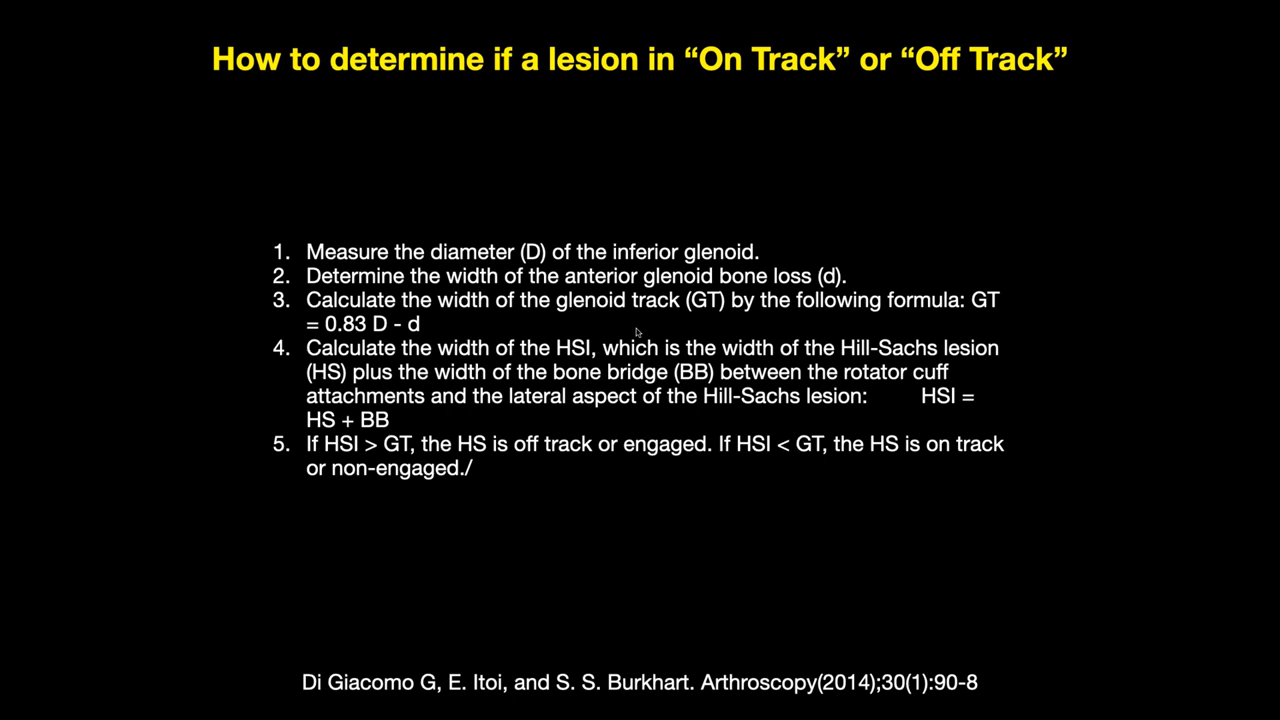 How to determine if a lesion in “On Track” or “Off Track”
1. Measure the diameter (D) of the inferior glenoid.
2. Determine the width of the anterior glenoid bone loss (d).
3. Calculate the width of the glenoid track (GT) by the following formula: GT
= 0.83 D - d
4. Calculate the width of the HSI, which is the width of the Hill-Sachs lesion
(HS) plus the width of the bone bridge (BB) between the rotator cuff
attachments and the lateral aspect of the Hill-Sachs lesion: HSI =
HS + BB
5. If HSI > GT, the HS is off track or engaged. If HSI < GT, the HS is on track
or non-engaged./
Di Giacomo G, E. Itoi, and S. S. Burkhart. Arthroscopy(2014);30(1):90-8